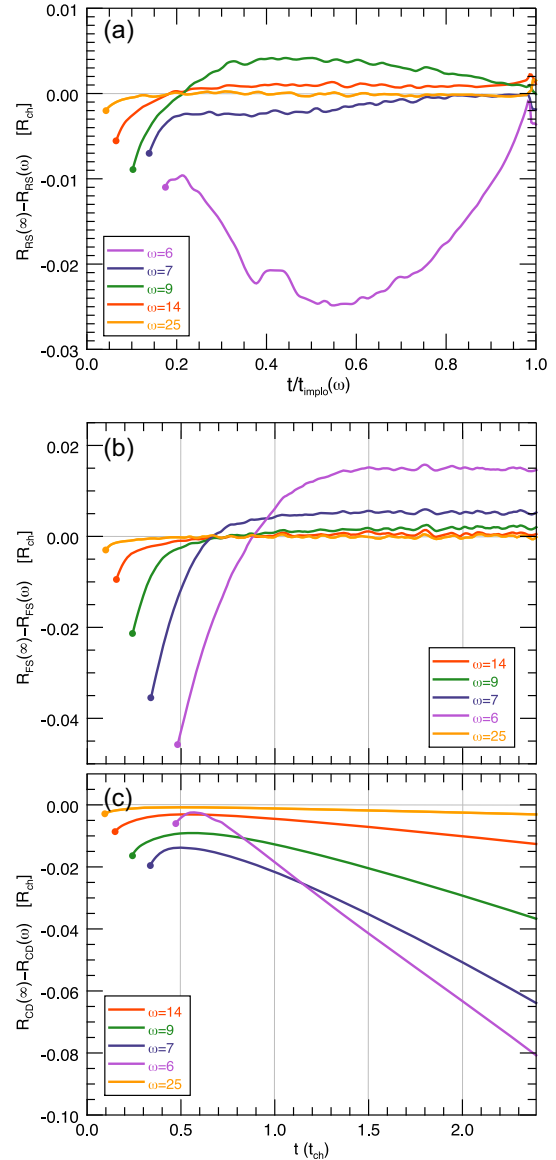 (a)
0.01
0.00
-0.01
-0.02
-0.03
R_RS(∞)−R_RS(ω) [R_ch]
ω=6
ω=7
ω=9
ω=14
ω=25
0.0 0.2 0.4 0.6 0.8 1.0
t/t_implo(ω)
(b)
0.02
0.00
-0.02
-0.04
R_FS(∞)−R_FS(ω) [R_ch]
ω=14
ω=9
ω=7
ω=6
ω=25
(c)
0.00
-0.02
-0.04
-0.06
-0.08
-0.10
R_CD(∞)−R_CD(ω) [R_ch]
ω=14
ω=9
ω=7
ω=6
ω=25
0.0 0.5 1.0 1.5 2.0
t (t_ch)